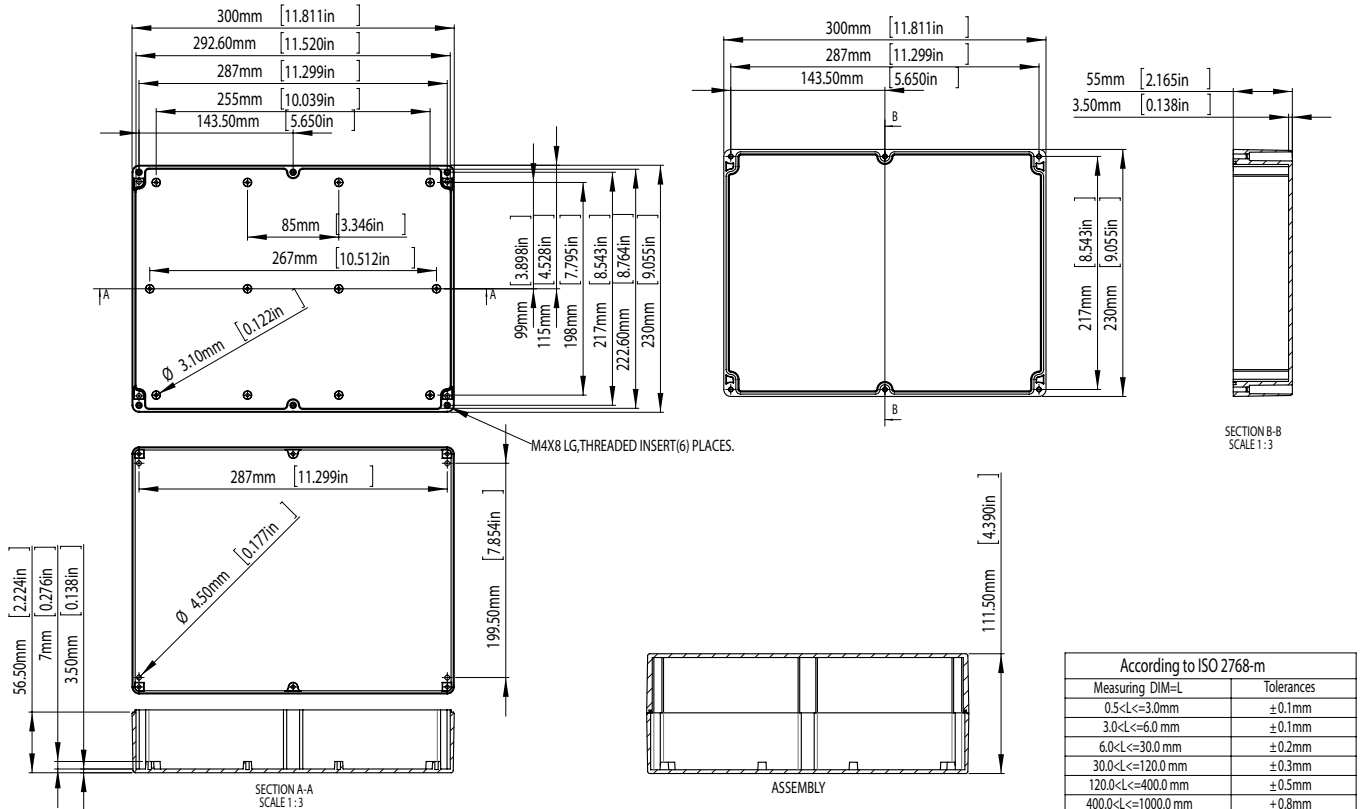 300mm [11.811in]
292.60mm [11.520in]
287mm [11.299in]
255mm [10.039in]
143.50mm [5.650in]
85mm [3.346in]
267mm [10.512in]
A A
Ø 3.10mm [0.122in]
99mm [3.898in]
115mm [4.528in]
198mm [7.795in]
217mm [8.543in]
222.60mm [8.764in]
230mm [9.055in]
M4X8 LG,THREADED INSERT(6) PLACES.
300mm [11.811in]
287mm [11.299in]
143.50mm [5.650in]
B
B
217mm [8.543in]
230mm [9.055in]
55mm [2.165in]
3.50mm [0.138in]
SECTION B-B
SCALE 1 : 3
287mm [11.299in]
Ø 4.50mm [0.177in]
199.50mm [7.854in]
56.50mm [2.224in]
7mm [0.276in]
3.50mm [0.138in]
SECTION A-A
SCALE 1 : 3
111.50mm [4.390in]
ASSEMBLY
According to ISO 2768-m
Measuring DIM=L Tolerances
0.5<L<=3.0mm ±0.1mm
3.0<L<=6.0 mm ±0.1mm
6.0<L<=30.0 mm ±0.2mm
30.0<L<=120.0 mm ±0.3mm
120.0<L<=400.0 mm ±0.5mm
400.0<L<=1000.0 mm ±0.8mm